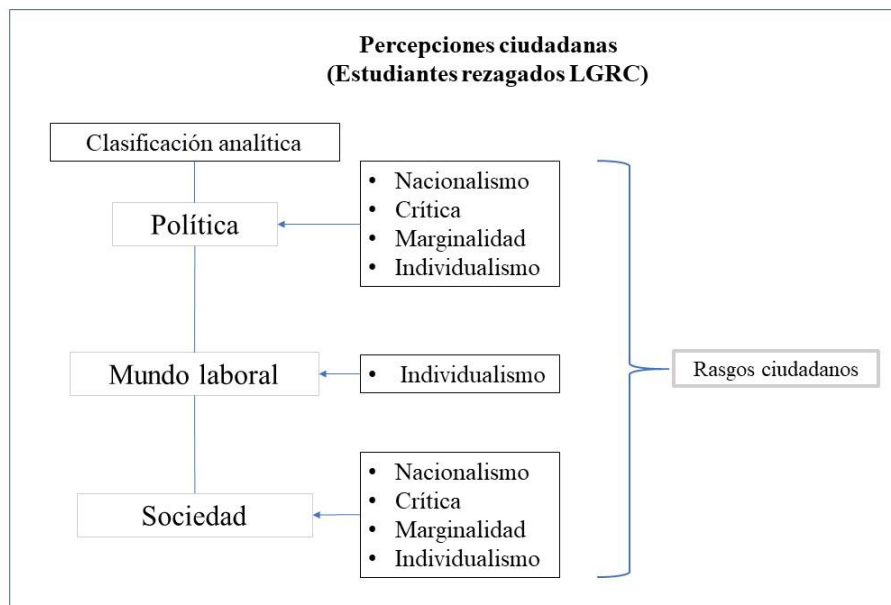 Percepciones ciudadanas
(Estudiantes rezagados LGRC)
Clasificación analítica
Política
• Nacionalismo
• Crítica
• Marginalidad
• Individualismo
Mundo laboral
• Individualismo
Sociedad
• Nacionalismo
• Crítica
• Marginalidad
• Individualismo
Rasgos ciudadanos